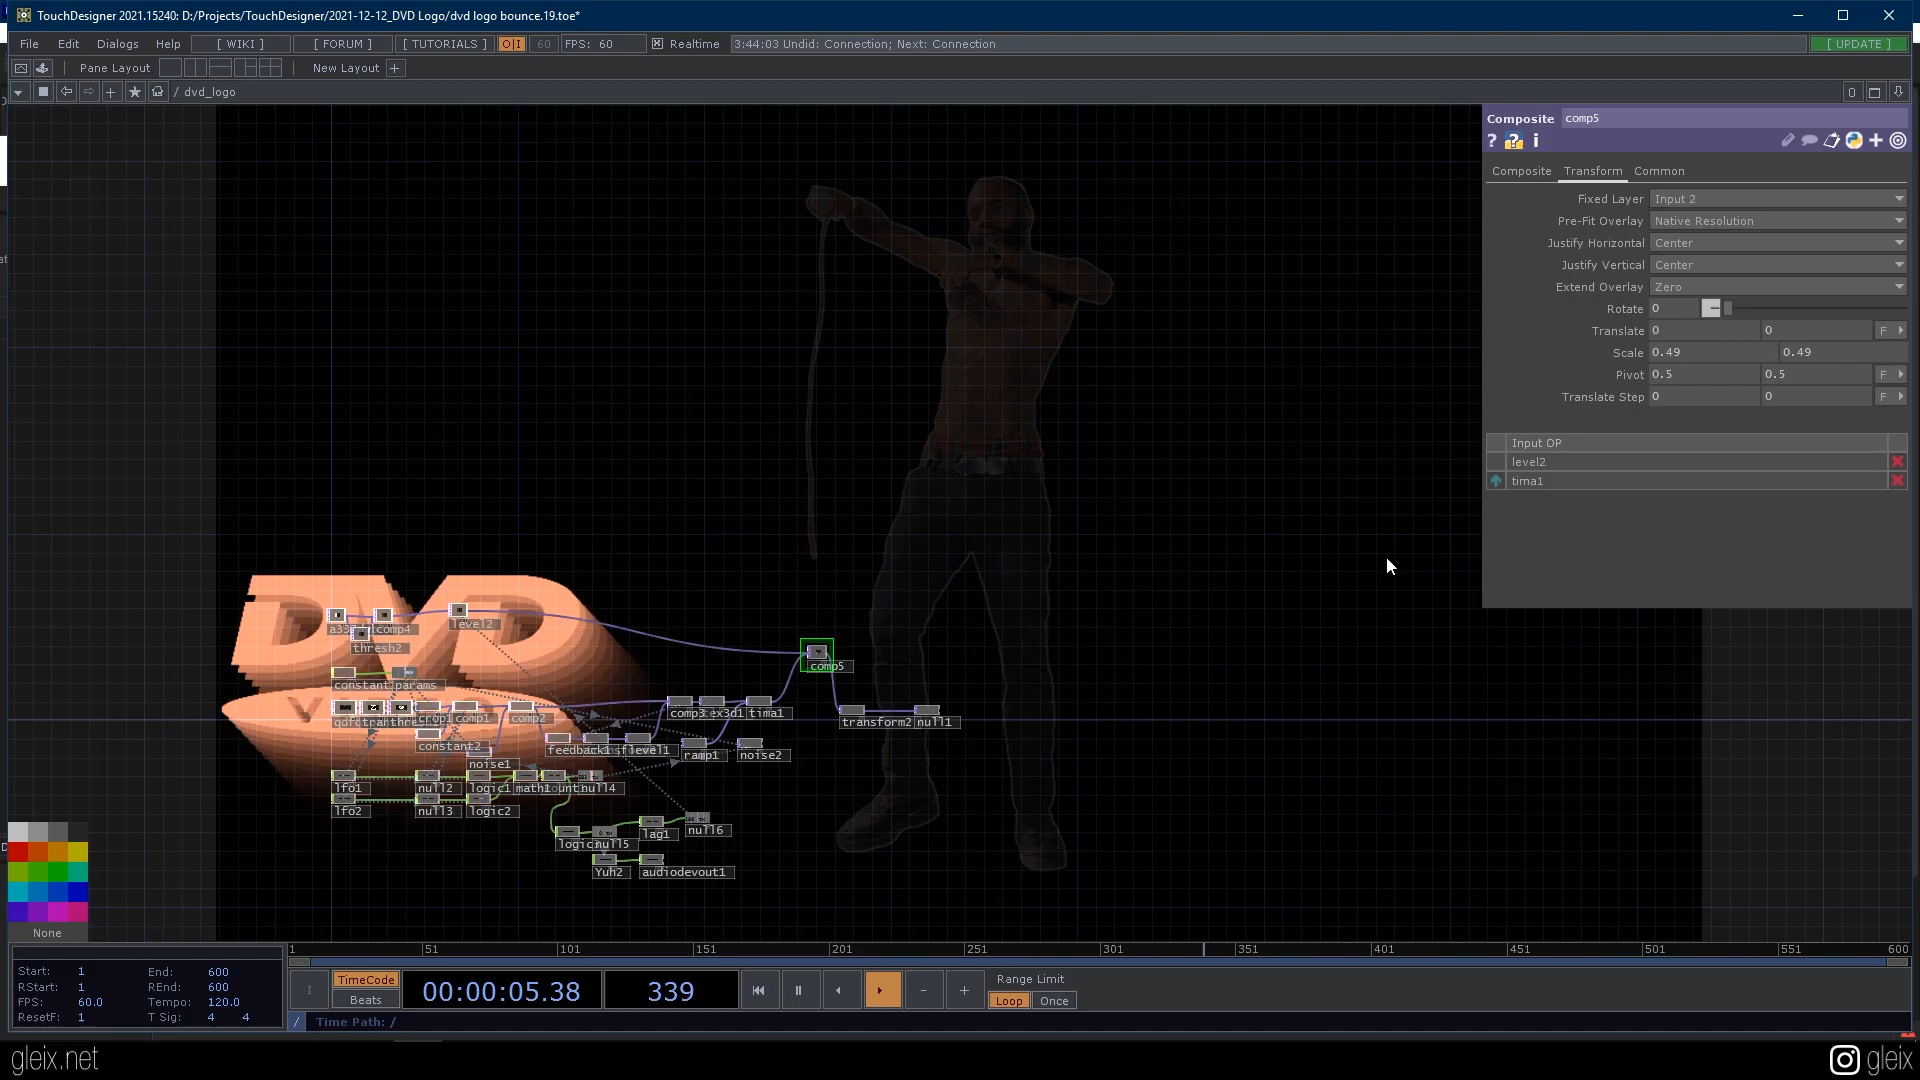 TouchDesigner 2021.15240: D:/Projects/TouchDesigner/2021-12-12_DVD Logo/dvd logo bounce.19.toe*
File Edit Dialogs Help [ WIKI ] [ FORUM ] [ TUTORIALS ] O|I 60 FPS: 60 Realtime 3:44:03 Undid: Connection; Next: Connection [ UPDATE ]
Pane Layout New Layout +
/ dvd_logo 0
Composite comp5
? ? i
Composite Transform Common
Fixed Layer Input 2
Pre-Fit Overlay Native Resolution
Justify Horizontal Center
Justify Vertical Center
Extend Overlay Zero
Rotate 0
Translate 0 0 F
Scale 0.49 0.49
Pivot 0.5 0.5 F
Translate Step 0 0 F
Input OP
level2
tima1
DVD
level2
comp4
thresh2
comp5
constant params
crop1 comp1 comp2 comp3 tima1
transform2 null1
constant2 feedback1 level1 ramp1 noise2
noise1
lfo1 null2 logic1 math1 null4
lfo2 null3 logic2
null6
lag1
null5
Yuh2 audiodevout1
None
1 51 101 151 201 251 301 351 401 451 501 551 600
Start: 1 End: 600
RStart: 1 REnd: 600
FPS: 60.0 Tempo: 120.0
ResetF: 1 T Sig: 4 4
TimeCode
Beats
00:00:05.38 339
Range Limit
Loop Once
/ Time Path: /
gleix.net gleix